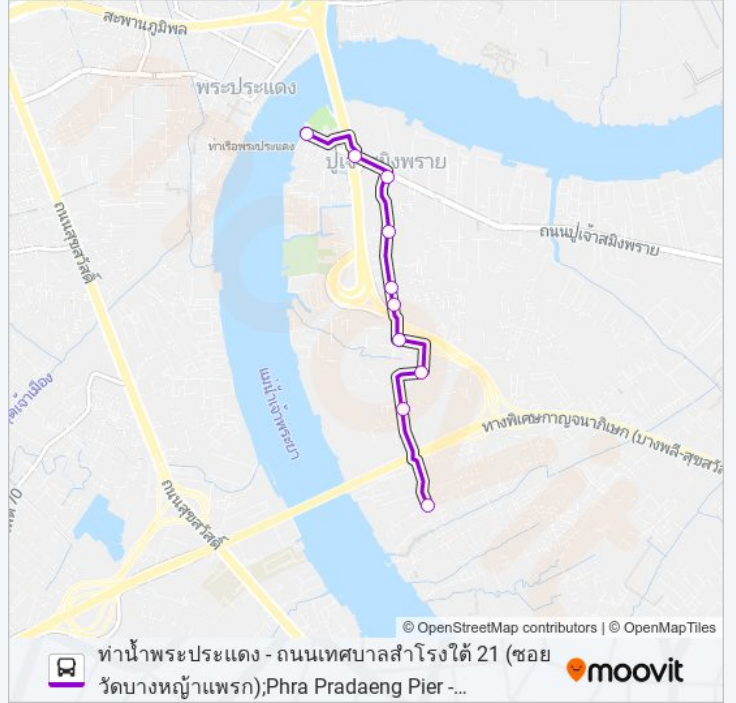 สะพานภูมิพล
พระประแดง
ท่าเรือพระประแดง
ปู่เจ้าสมิงพราย
ถนนสุขสวัสดิ์
ถนนปู่เจ้าสมิงพราย
แม่น้ำเจ้าพระยา
ทางพิเศษกาญจนาภิเษก (บางพลี-สุขสวั
ถนนสุขสวัสดิ์
70
© OpenStreetMap contributors | © OpenMapTiles
ท่าน้ำพระประแดง - ถนนเทศบาลสำโรงใต้ 21 (ซอย
วัดบางหญ้าแพรก);Phra Pradaeng Pier -...
moovit